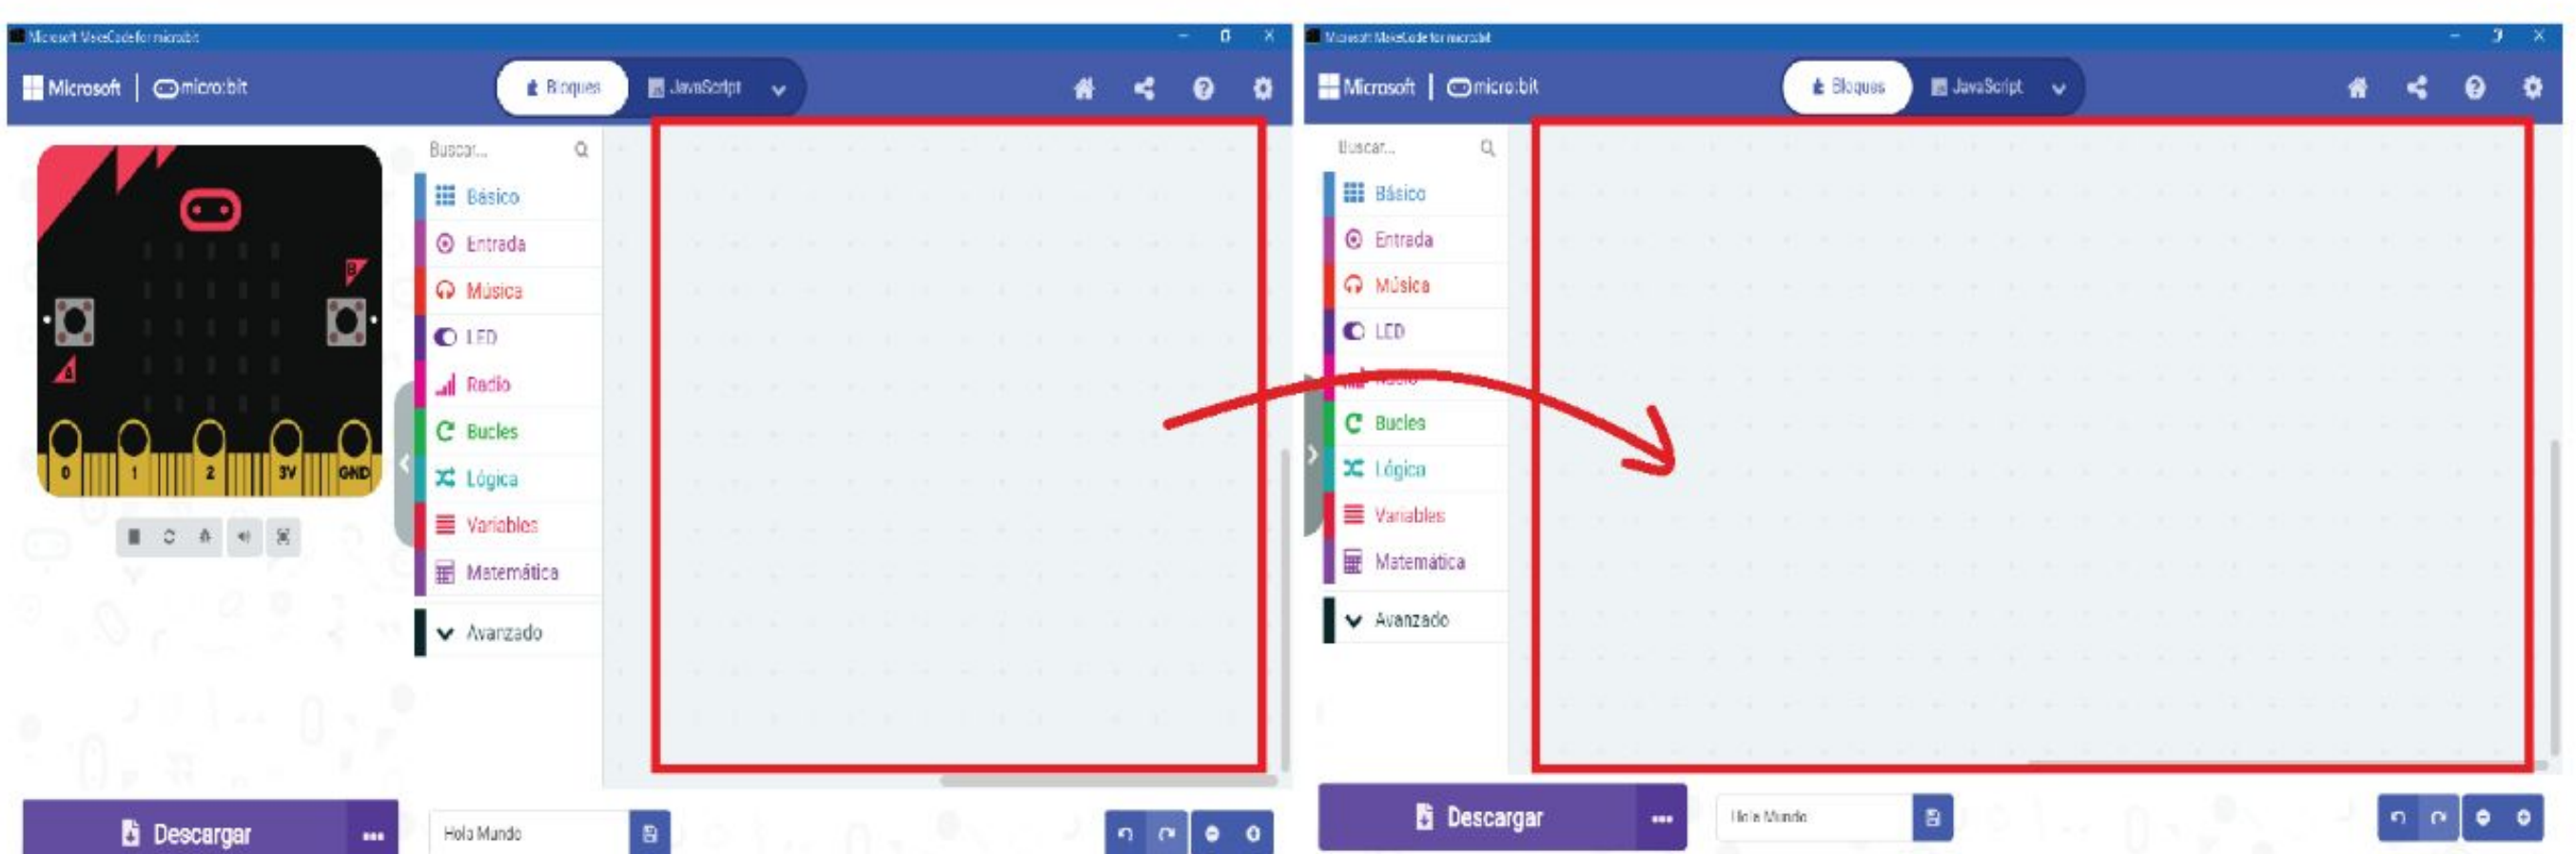 Microsoft MakeCode for micro:bit
Microsoft | micro:bit
Bloques
JavaScript
Buscar...
Básico
Entrada
Música
LED
Radio
Bucles
Lógica
Variables
Matemática
Avanzado
B
A
0 1 2 3V GND
Descargar
Hola Mundo
Microsoft MakeCode for micro:bit
Microsoft | micro:bit
Bloques
JavaScript
Buscar...
Básico
Entrada
Música
LED
Bucles
Lógica
Variables
Matemática
Avanzado
Descargar
Hola Mundo